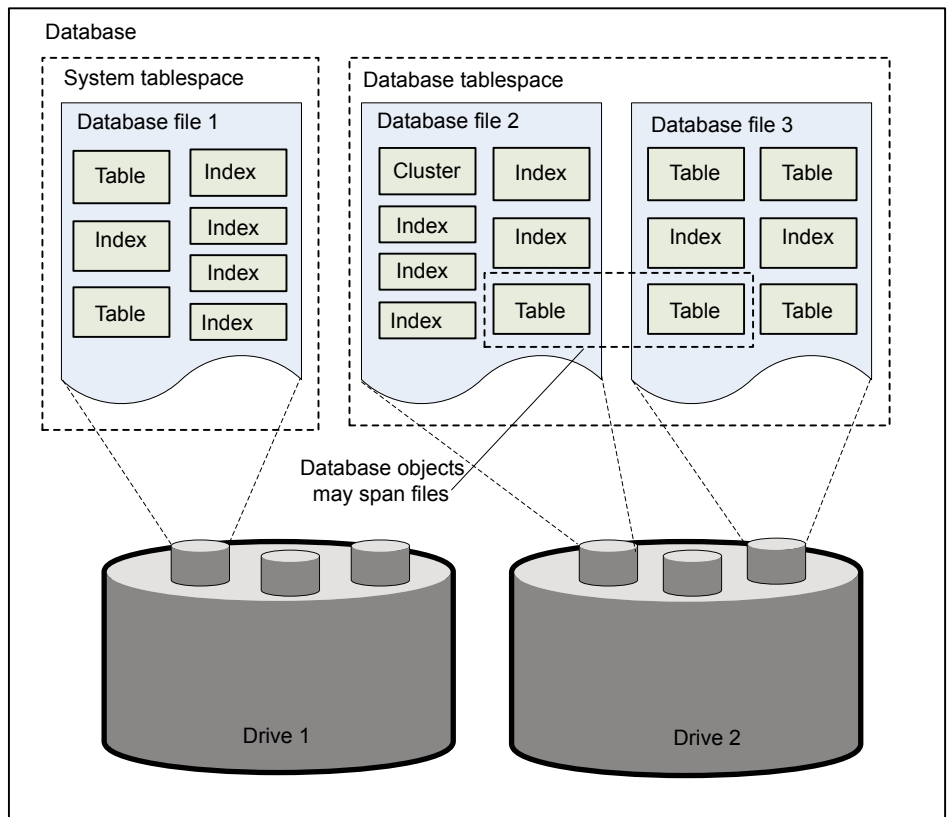 Database
System tablespace
Database file 1
Table
Index
Table
Index
Index
Index
Index
Database tablespace
Database file 2
Cluster
Index
Index
Index
Index
Index
Table
Database file 3
Table
Table
Index
Index
Table
Table
Database objects
may span files
Drive 1
Drive 2